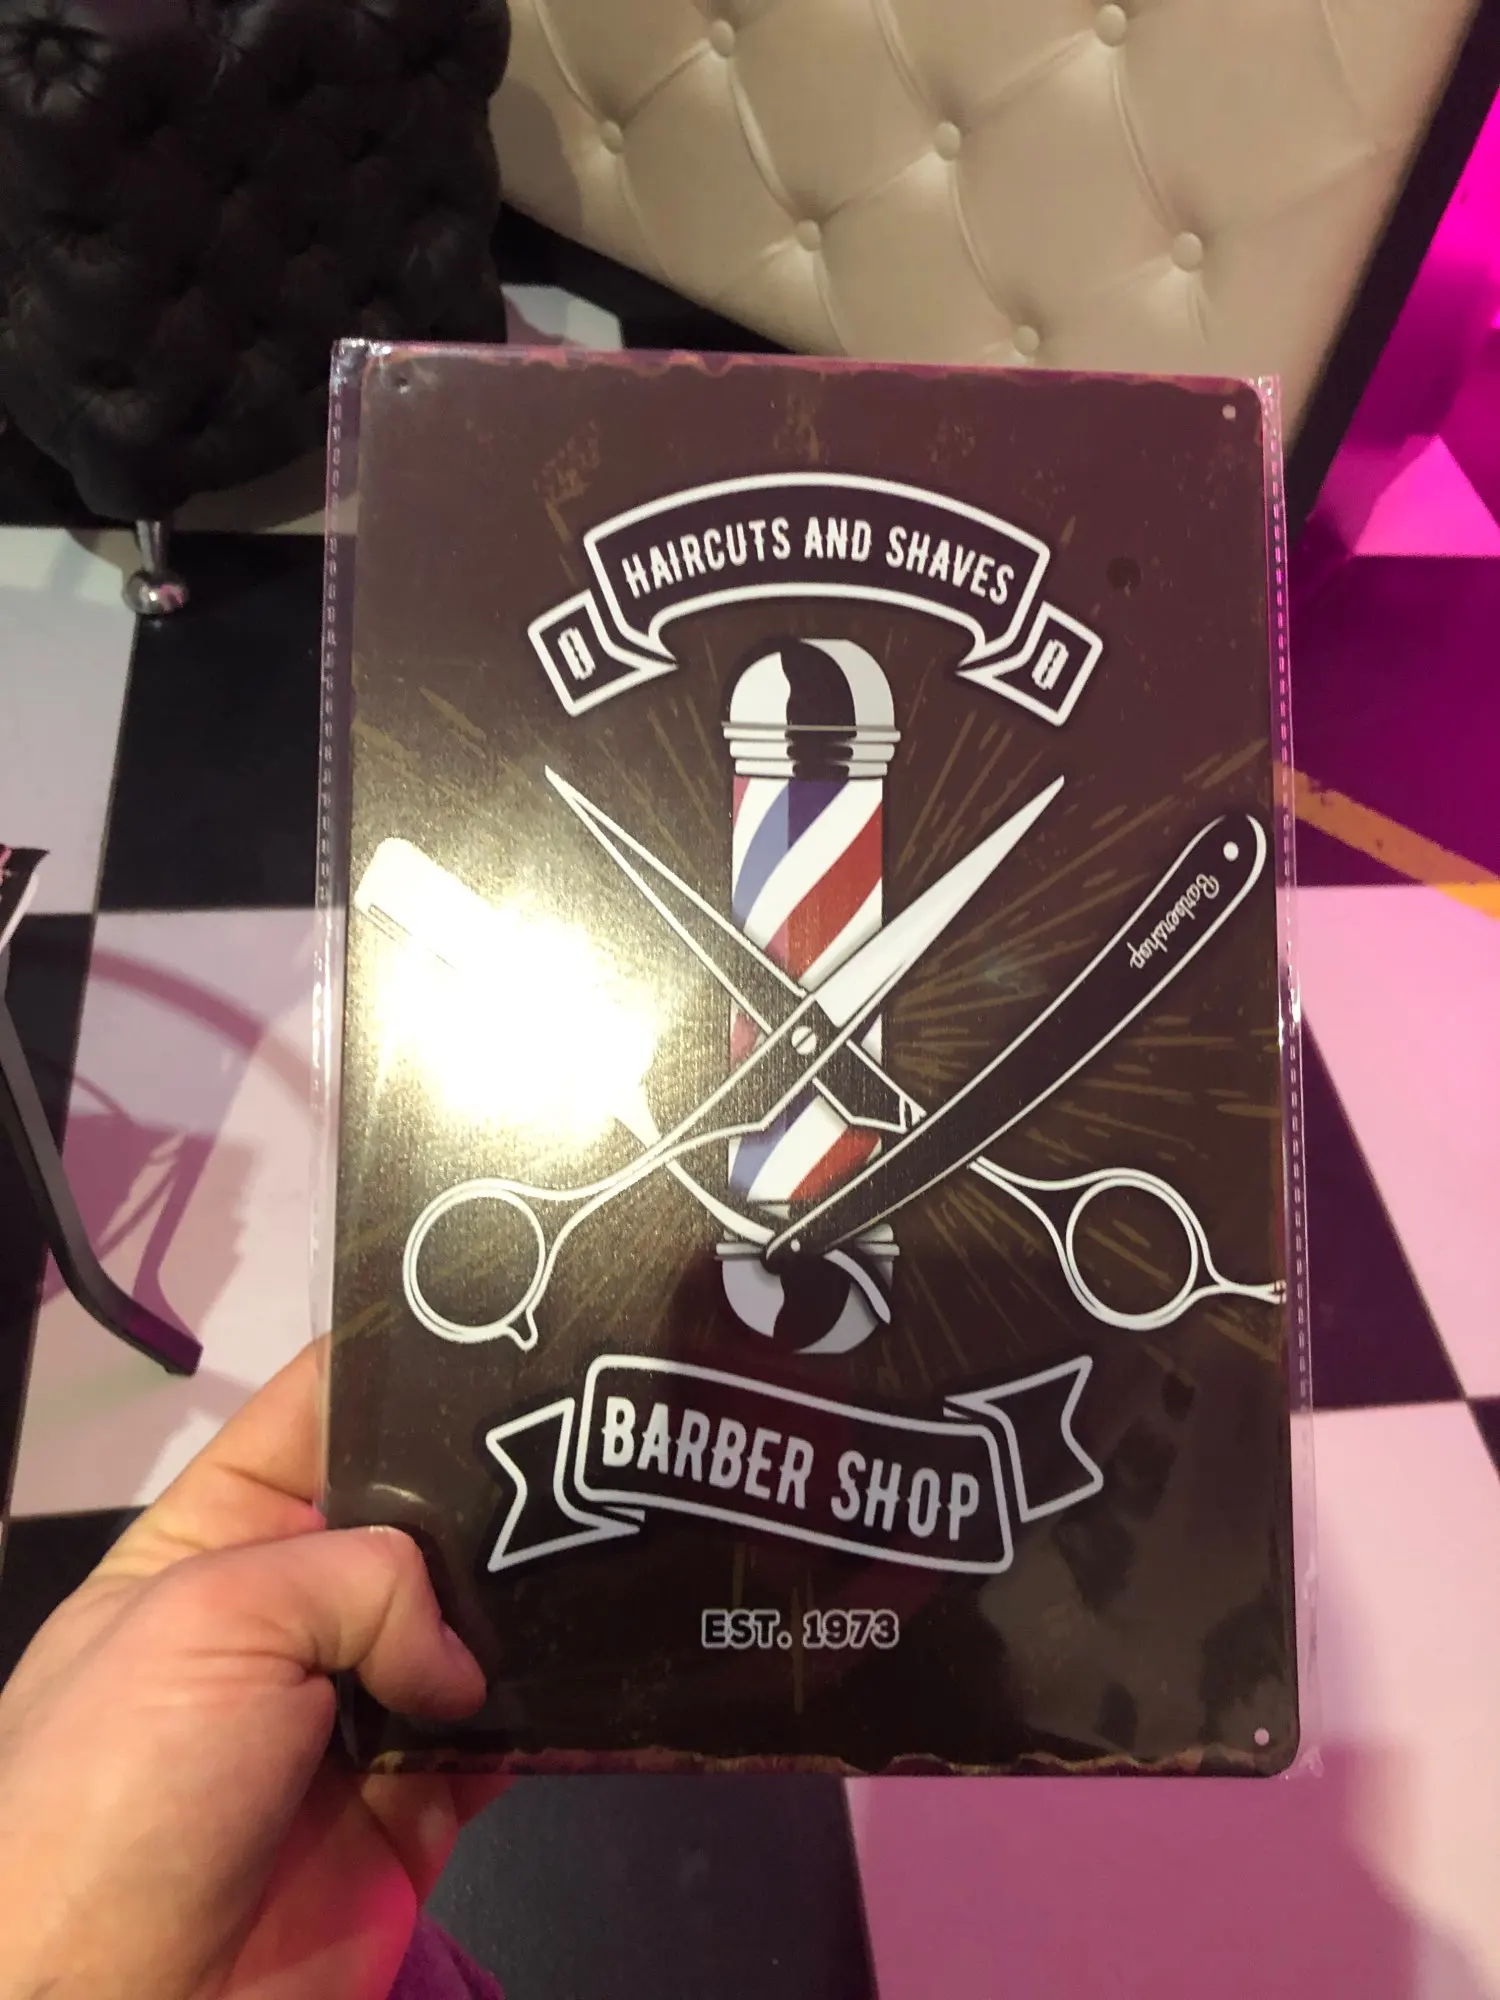 HAIRCUTS AND SHAVES
Barbershop
BARBER SHOP
EST. 1973